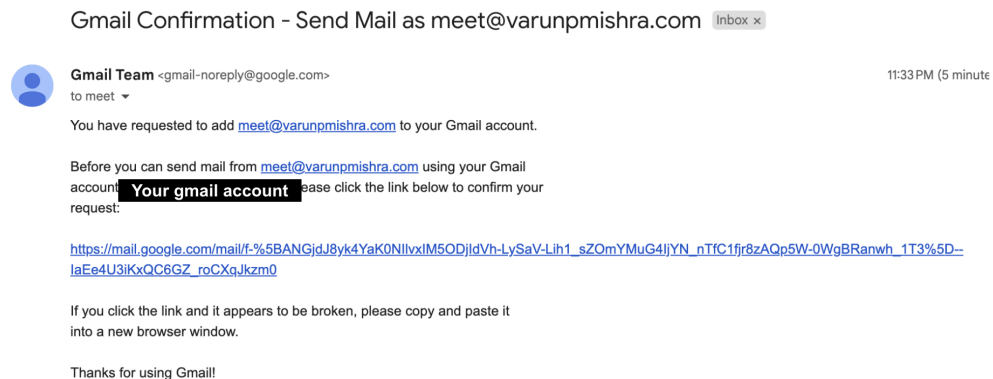 Gmail Confirmation - Send Mail as meet@varunpmishra.com Inbox x
Gmail Team <gmail-noreply@google.com> 11:33 PM (5 minute
to meet
You have requested to add meet@varunpmishra.com to your Gmail account.
Before you can send mail from meet@varunpmishra.com using your Gmail
account Your gmail account ease click the link below to confirm your
request:
https://mail.google.com/mail/f-%5BANGjdJ8yk4YaK0NIlvxIM5ODjIdVh-LySaV-Lih1_sZOmYMuG4ljYN_nTfC1fjr8zAQp5W-0WgBRanwh_1T3%5D--
IaEe4U3iKxQC6GZ_roCXqJkzm0
If you click the link and it appears to be broken, please copy and paste it
into a new browser window.
Thanks for using Gmail!